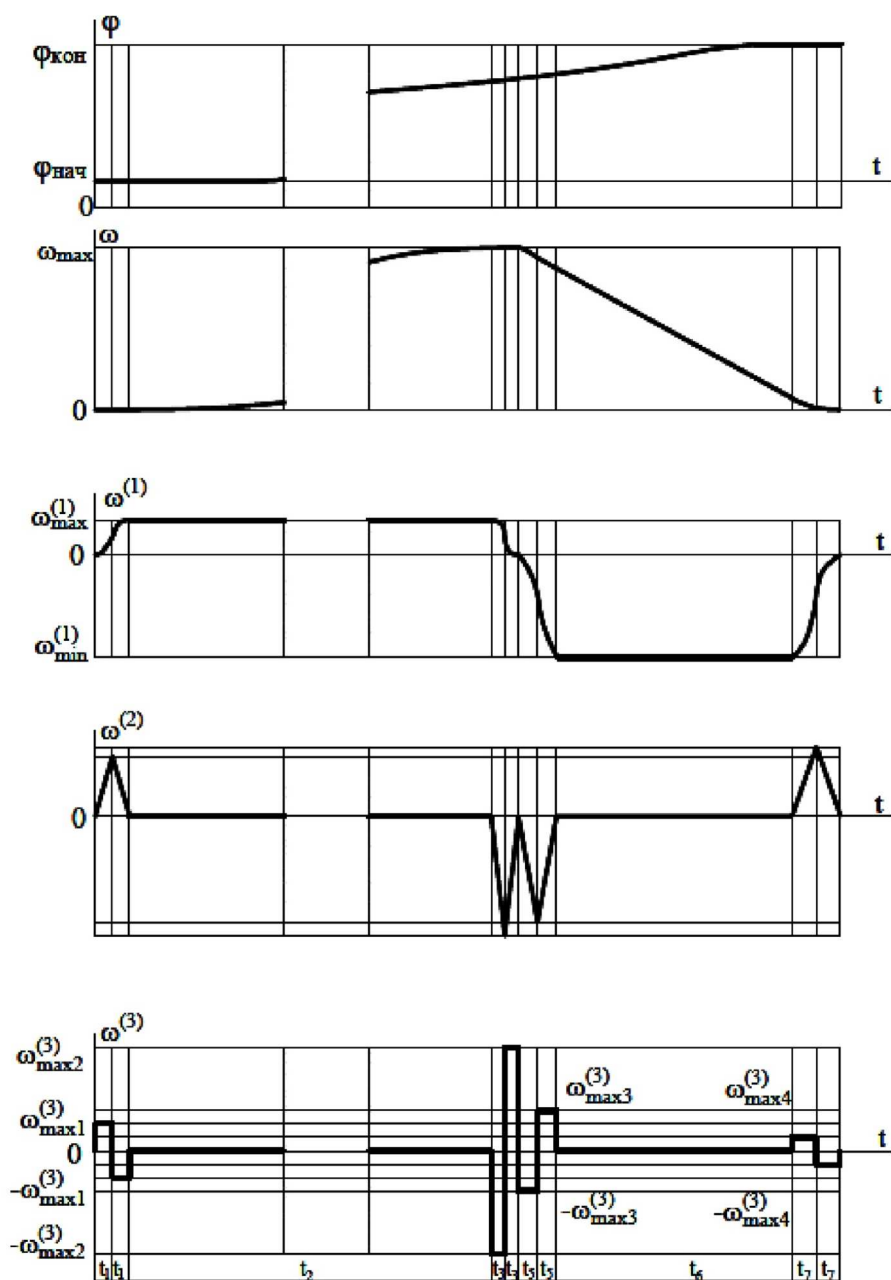 φ
φкон
φнач
t
0
ω
ωmax
0
t
ω(1)
ω(1)max
0
t
ω(1)min
ω(2)
0
t
ω(3)
ω(3)max2
ω(3)max3 ω(3)max4
ω(3)max1
0
t
-ω(3)max1
-ω(3)max3 -ω(3)max4
-ω(3)max2
t1 t1 t2 t3 t3 t5 t5 t6 t7 t7